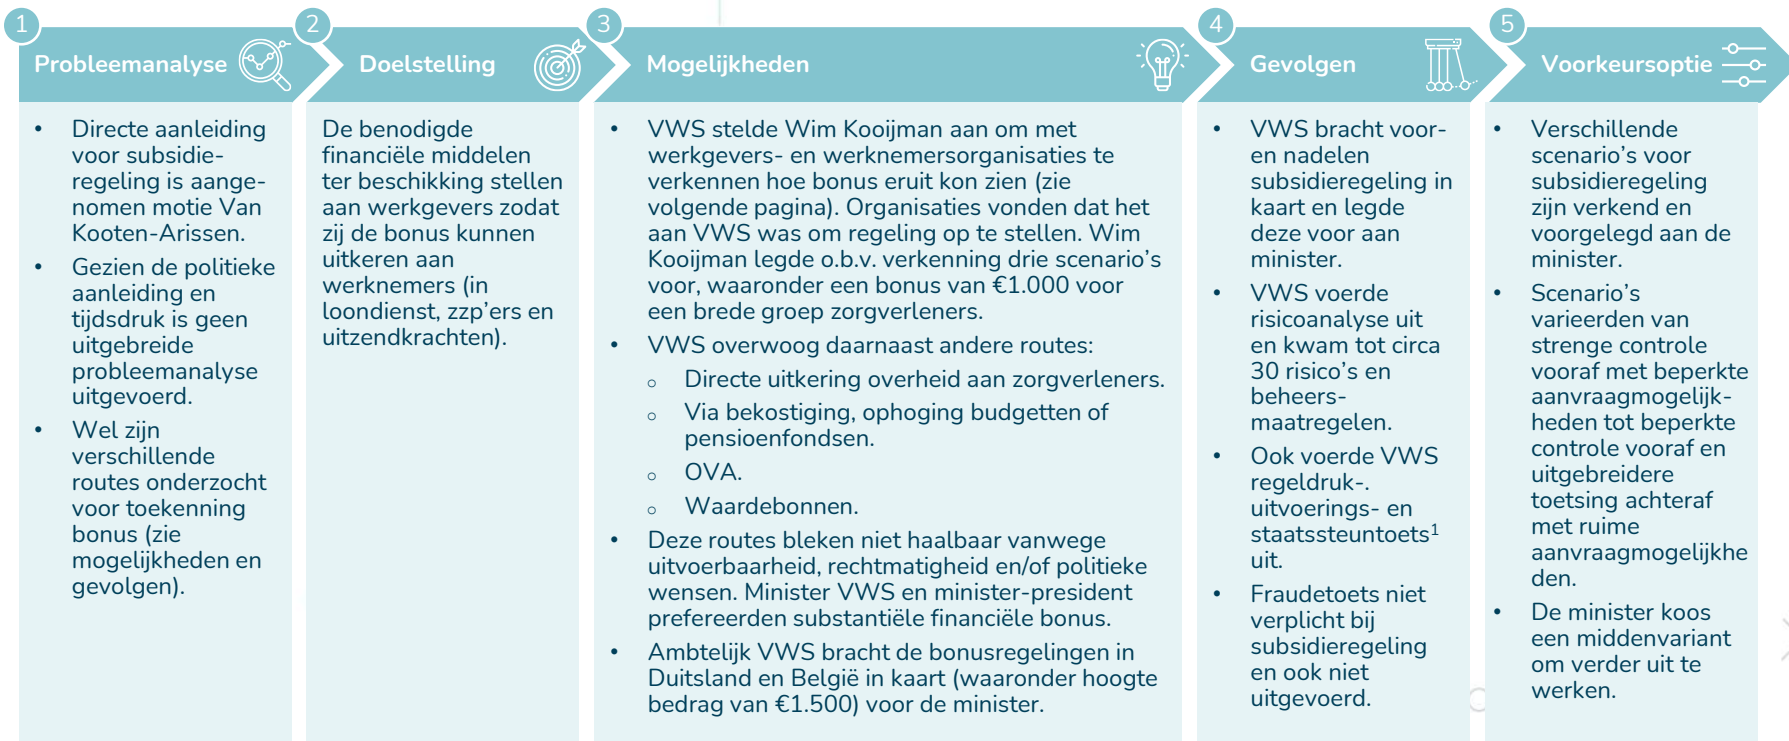 1
Probleemanalyse
• Directe aanleiding
voor subsidie-
regeling is aange-
nomen motie Van
Kooten-Arissen.
• Gezien de politieke
aanleiding en
tijdsdruk is geen
uitgebreide
probleemanalyse
uitgevoerd.
• Wel zijn
verschillende
routes onderzocht
voor toekenning
bonus (zie
mogelijkheden en
gevolgen).
2
Doelstelling
De benodigde
financiële middelen
ter beschikking stellen
aan werkgevers zodat
zij de bonus kunnen
uitkeren aan
werknemers (in
loondienst, zzp'ers en
uitzendkrachten).
3
Mogelijkheden
• VWS stelde Wim Kooijman aan om met
werkgevers- en werknemersorganisaties te
verkennen hoe bonus eruit kon zien (zie
volgende pagina). Organisaties vonden dat het
aan VWS was om regeling op te stellen. Wim
Kooijman legde o.b.v. verkenning drie scenario's
voor, waaronder een bonus van €1.000 voor
een brede groep zorgverleners.
• VWS overwoog daarnaast andere routes:
○ Directe uitkering overheid aan zorgverleners.
○ Via bekostiging, ophoging budgetten of
pensioenfondsen.
○ OVA.
○ Waardebonnen.
• Deze routes bleken niet haalbaar vanwege
uitvoerbaarheid, rechtmatigheid en/of politieke
wensen. Minister VWS en minister-president
prefereerden substantiële financiële bonus.
• Ambtelijk VWS bracht de bonusregelingen in
Duitsland en België in kaart (waaronder hoogte
bedrag van €1.500) voor de minister.
4
Gevolgen
• VWS bracht voor-
en nadelen
subsidieregeling in
kaart en legde
deze voor aan
minister.
• VWS voerde
risicoanalyse uit
en kwam tot circa
30 risico's en
beheers-
maatregelen.
• Ook voerde VWS
regeldruk-.
uitvoerings- en
staatssteuntoets¹
uit.
• Fraudetoets niet
verplicht bij
subsidieregeling
en ook niet
uitgevoerd.
5
Voorkeursoptie
• Verschillende
scenario's voor
subsidieregeling
zijn verkend en
voorgelegd aan de
minister.
• Scenario's
varieerden van
strenge controle
vooraf met beperkte
aanvraagmogelijk-
heden tot beperkte
controle vooraf en
uitgebreidere
toetsing achteraf
met ruime
aanvraagmogelijkhe
den.
• De minister koos
een middenvariant
om verder uit te
werken.